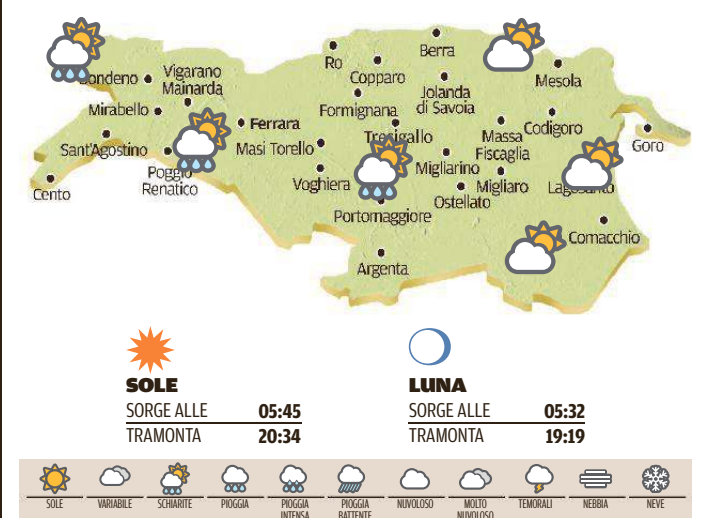 Berra
Ro
Copparo
Bondeno
Vigarano
Mainarda
Mesola
Jolanda
di Savoia
Mirabello
Formignana
Ferrara
Tresigallo
Codigoro
Massa
Fiscaglia
Goro
Sant'Agostino
Masi Torello
Migliarino
Poggio
Renatico
Voghiera
Migliaro
Lagosanto
Cento
Ostellato
Portomaggiore
Comacchio
Argenta
SOLE
SORGE ALLE 05:45
TRAMONTA 20:34
LUNA
SORGE ALLE 05:32
TRAMONTA 19:19
SOLE
VARIABILE
SCHIARITE
PIOGGIA
PIOGGIA
INTENSA
PIOGGIA
BATTENTE
NUVOLOSO
MOLTO
NUVOLOSO
TEMORALI
NEBBIA
NEVE